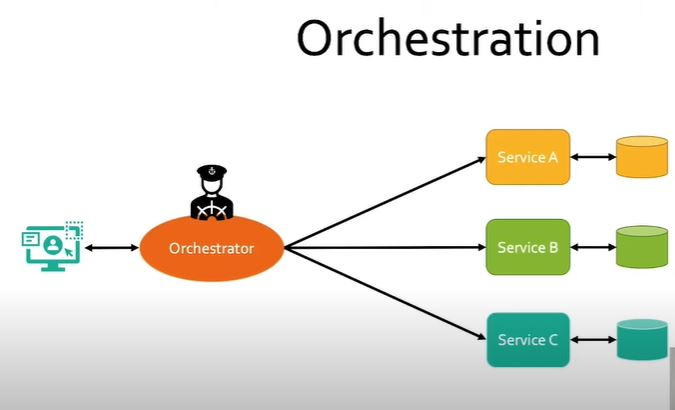 Orchestration
Service A
Orchestrator
Service B
Service C